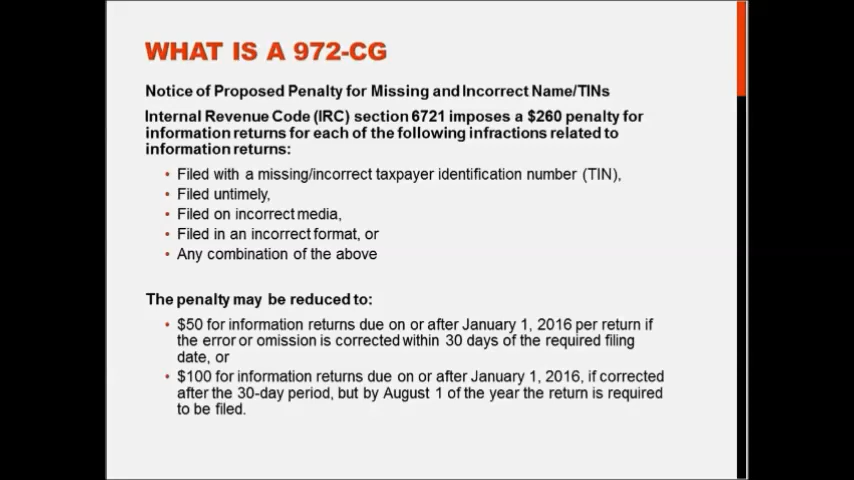 WHAT IS A 972-CG
Notice of Proposed Penalty for Missing and Incorrect Name/TINs
Internal Revenue Code (IRC) section 6721 imposes a $260 penalty for
information returns for each of the following infractions related to
information returns:
• Filed with a missing/incorrect taxpayer identification number (TIN),
• Filed untimely,
• Filed on incorrect media,
• Filed in an incorrect format, or
• Any combination of the above
The penalty may be reduced to:
• $50 for information returns due on or after January 1, 2016 per return if
the error or omission is corrected within 30 days of the required filing
date, or
• $100 for information returns due on or after January 1, 2016, if corrected
after the 30-day period, but by August 1 of the year the return is required
to be filed.